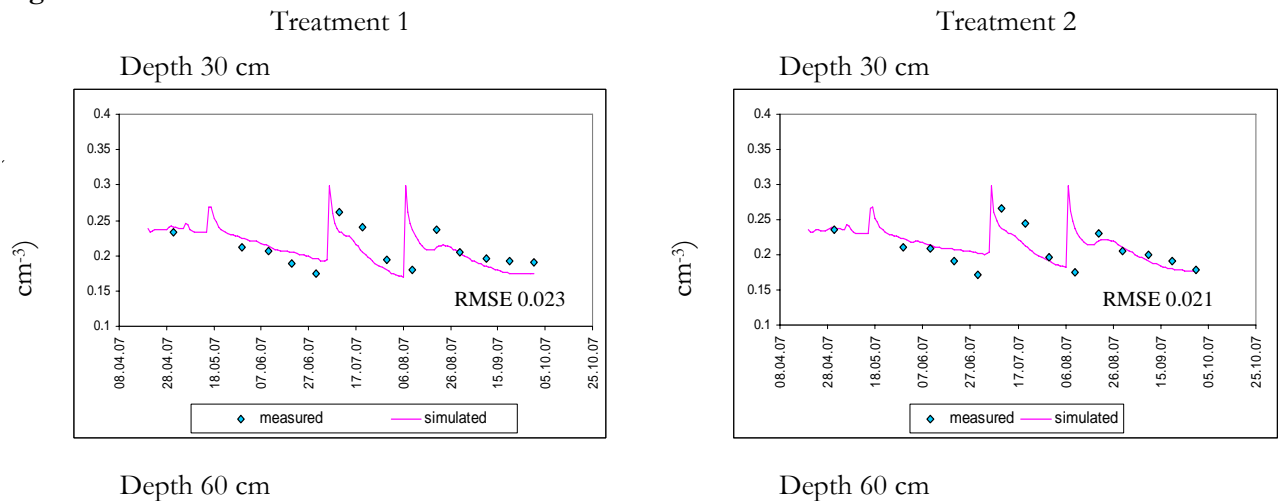 Treatment 1
Depth 30 cm
0.4
0.35
0.3
0.25
0.2
0.15
0.1
cm-3)
RMSE 0.023
08.04.07
28.04.07
18.05.07
07.06.07
27.06.07
17.07.07
06.08.07
26.08.07
15.09.07
05.10.07
25.10.07
measured
simulated
Depth 60 cm
Treatment 2
Depth 30 cm
0.4
0.35
0.3
0.25
0.2
0.15
0.1
cm-3)
RMSE 0.021
08.04.07
28.04.07
18.05.07
07.06.07
27.06.07
17.07.07
06.08.07
26.08.07
15.09.07
05.10.07
25.10.07
measured
simulated
Depth 60 cm